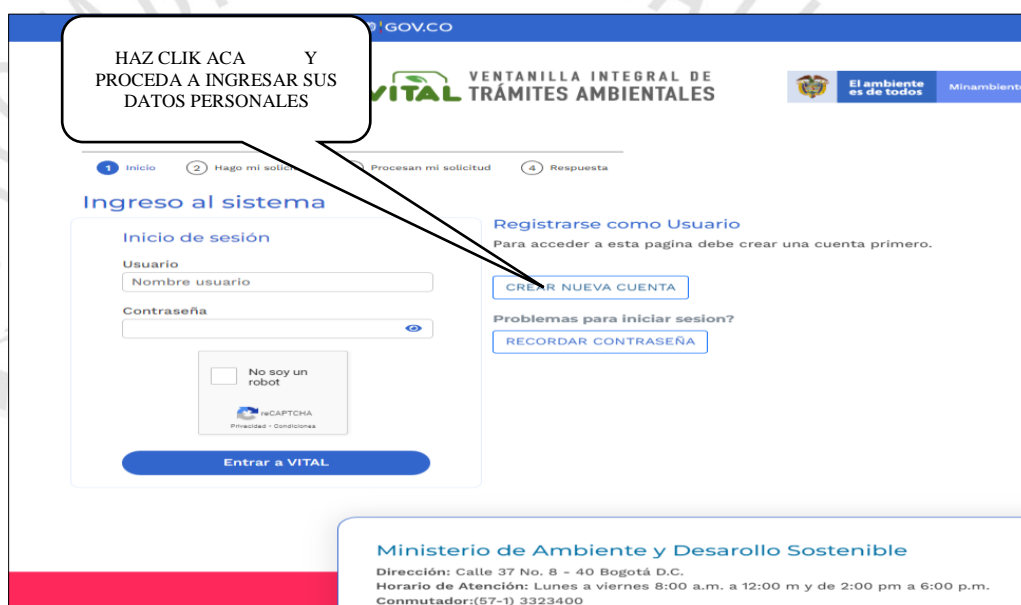 GOV.CO
HAZ CLIK ACA Y
PROCEDA A INGRESAR SUS
DATOS PERSONALES
VITAL
VENTANILLA INTEGRAL DE
TRÁMITES AMBIENTALES
El ambiente
es de todos
Minambiente
1 Inicio
2 Hago mi
Procesan mi solicitud
4 Respuesta
Ingreso al sistema
Inicio de sesión
Usuario
Nombre usuario
Contraseña
No soy un
robot
reCAPTCHA
Privacidad - Condiciones
Entrar a VITAL
Registrarse como Usuario
Para acceder a esta pagina debe crear una cuenta primero.
CREAR NUEVA CUENTA
Problemas para iniciar sesion?
RECORDAR CONTRASEÑA
Ministerio de Ambiente y Desarollo Sostenible
Dirección: Calle 37 No. 8 - 40 Bogotá D.C.
Horario de Atención: Lunes a viernes 8:00 a.m. a 12:00 m y de 2:00 pm a 6:00 p.m.
Conmutador:(57-1) 3323400